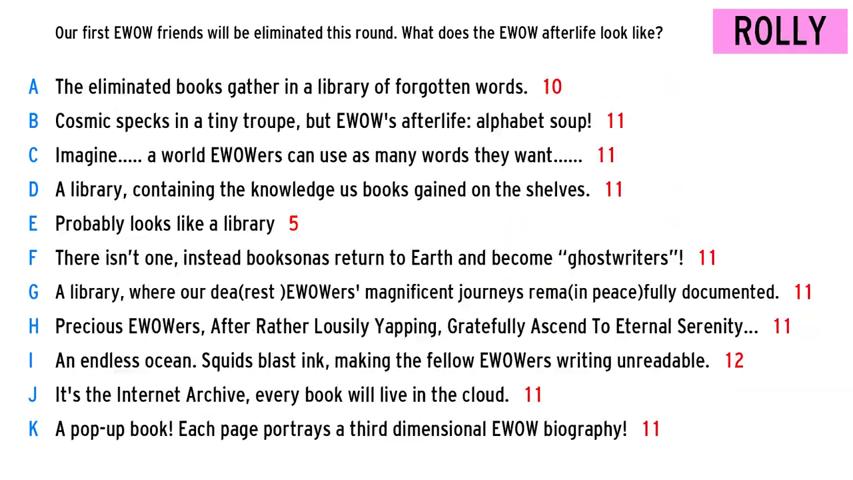 Our first EWOW friends will be eliminated this round. What does the EWOW afterlife look like?
ROLLY
A The eliminated books gather in a library of forgotten words. 10
B Cosmic specks in a tiny troupe, but EWOW's afterlife: alphabet soup! 11
C Imagine..... a world EWOWers can use as many words they want...... 11
D A library, containing the knowledge us books gained on the shelves. 11
E Probably looks like a library 5
F There isn’t one, instead booksonas return to Earth and become “ghostwriters”! 11
G A library, where our dea(rest )EWOWers' magnificent journeys rema(in peace)fully documented. 11
H Precious EWOWers, After Rather Lousily Yapping, Gratefully Ascend To Eternal Serenity... 11
I An endless ocean. Squids blast ink, making the fellow EWOWers writing unreadable. 12
J It's the Internet Archive, every book will live in the cloud. 11
K A pop-up book! Each page portrays a third dimensional EWOW biography! 11